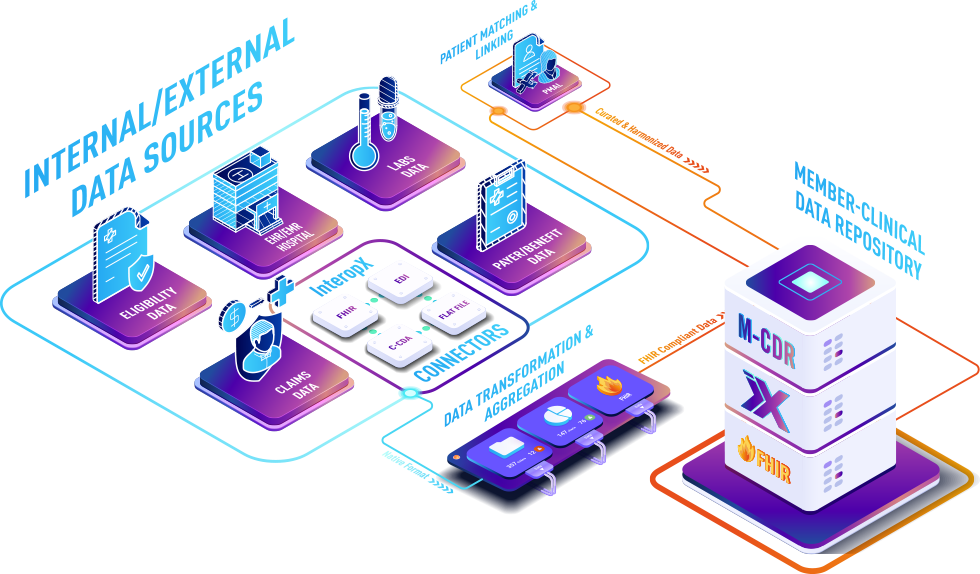 PATIENT MATCHING &
LINKING
PMAL
INTERNAL/EXTERNAL
DATA SOURCES
LABS
DATA
Curated & Harmonized Data
EHR/EMR
HOSPITAL
H
PAYER/BENEFIT
DATA
ELIGIBILITY
DATA
$
CLAIMS
DATA
InteropX
EDI
FHIR
FLAT FILE
C-CDA
CONNECTORS
MEMBER-CLINICAL
DATA REPOSITORY
DATA TRANSFORMATION &
AGGREGATION
FHIR Compliant Data
Native Format
FHIR
M-CDR
FHIR